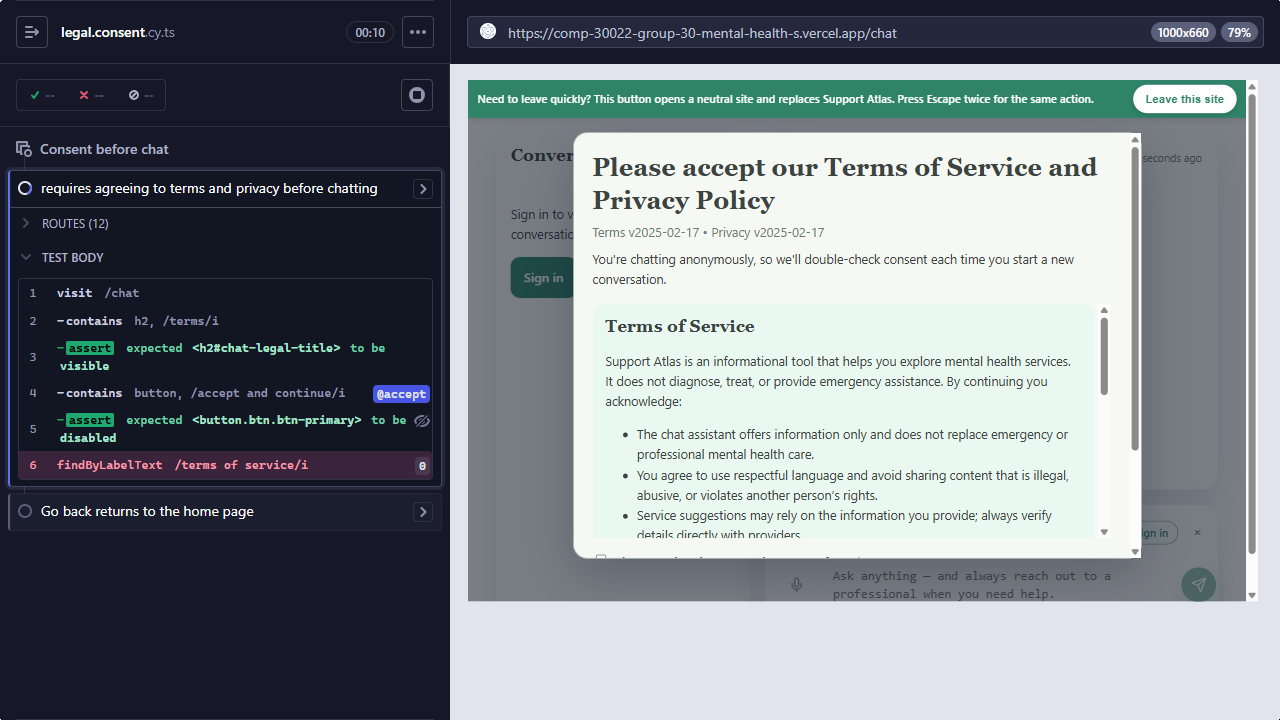 legal.consent.cy.ts
00:10
--
--
--
Consent before chat
requires agreeing to terms and privacy before chatting
ROUTES (12)
TEST BODY
1 visit /chat
2 -contains h2, /terms/i
3 -assert expected <h2#chat-legal-title> to be
visible
4 -contains button, /accept and continue/i @accept
5 -assert expected <button.btn.btn-primary> to be
disabled
6 findByLabelText /terms of service/i 0
Go back returns to the home page
https://comp-30022-group-30-mental-health-s.vercel.app/chat
1000x660 79%
Need to leave quickly? This button opens a neutral site and replaces Support Atlas. Press Escape twice for the same action.
Leave this site
Conver
seconds ago
Sign in to v
conversatio
Sign in
Please accept our Terms of Service and
Privacy Policy
Terms v2025-02-17 • Privacy v2025-02-17
You're chatting anonymously, so we'll double-check consent each time you start a new
conversation.
Terms of Service
Support Atlas is an informational tool that helps you explore mental health services.
It does not diagnose, treat, or provide emergency assistance. By continuing you
acknowledge:
• The chat assistant offers information only and does not replace emergency or
professional mental health care.
• You agree to use respectful language and avoid sharing content that is illegal,
abusive, or violates another person’s rights.
• Service suggestions may rely on the information you provide; always verify
details directly with providers.
ign in ×
Ask anything — and always reach out to a
professional when you need help.